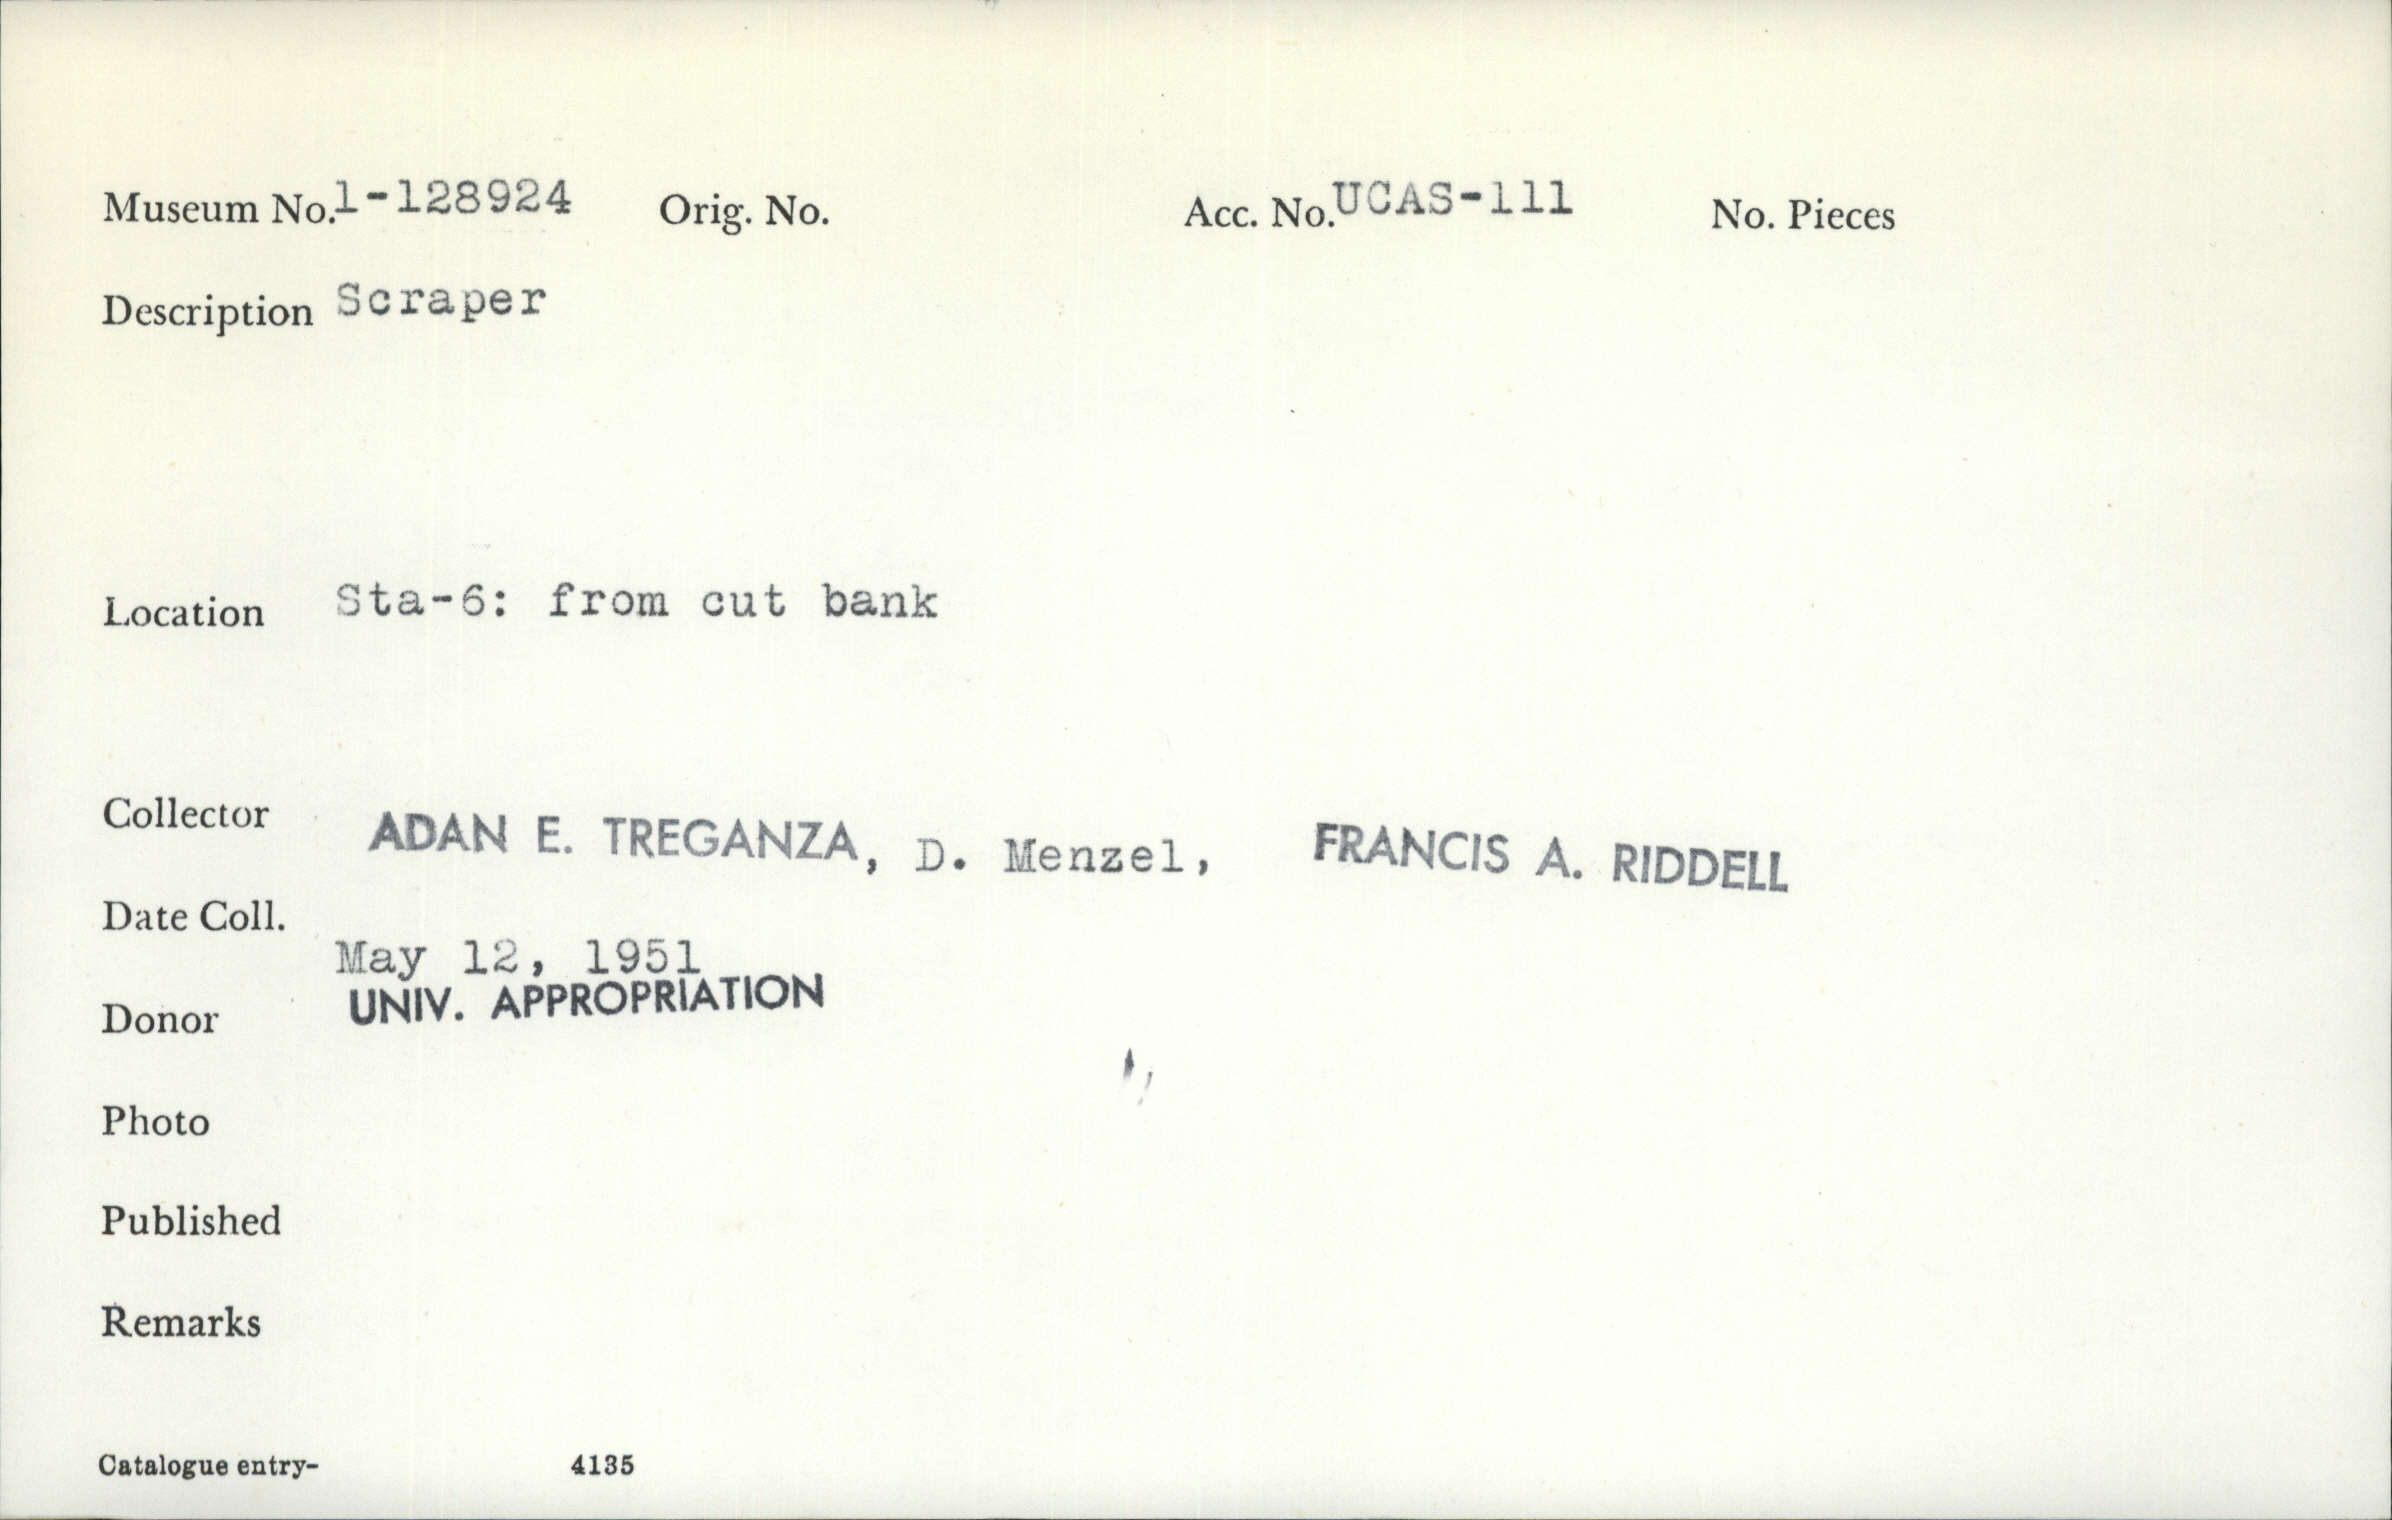 Museum No. 1-128924 Orig. No. Acc. No. UCAS-111 No. Pieces
Description Scraper
Location Sta-6: from cut bank
Collector ADAN E. TREGANZA, D. Menzel, FRANCIS A. RIDDELL
Date Coll. May 12, 1951
Donor UNIV. APPROPRIATION
Photo
Published
Remarks
Catalogue entry- 4135